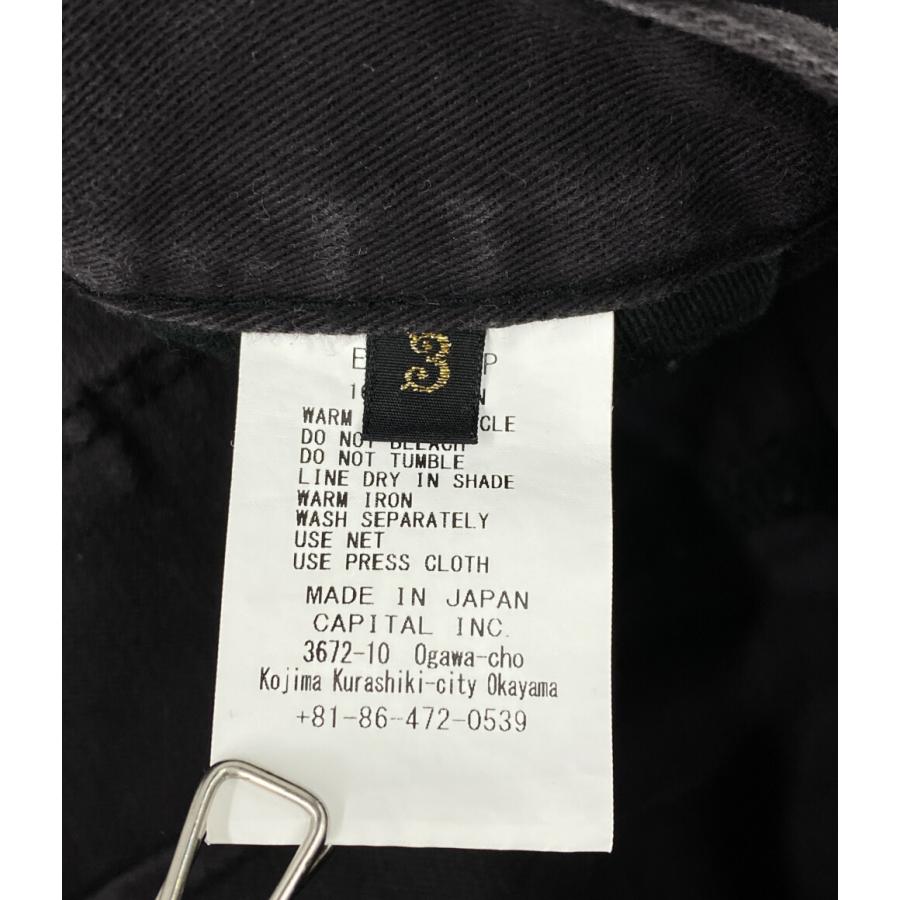 3
WARM CLE
DO NOT BLEACH
DO NOT TUMBLE
LINE DRY IN SHADE
WARM IRON
WASH SEPARATELY
USE NET
USE PRESS CLOTH
MADE IN JAPAN
CAPITAL INC.
3672-10 Ogawa-cho
Kojima Kurashiki-city Okayama
+81-86-472-0539